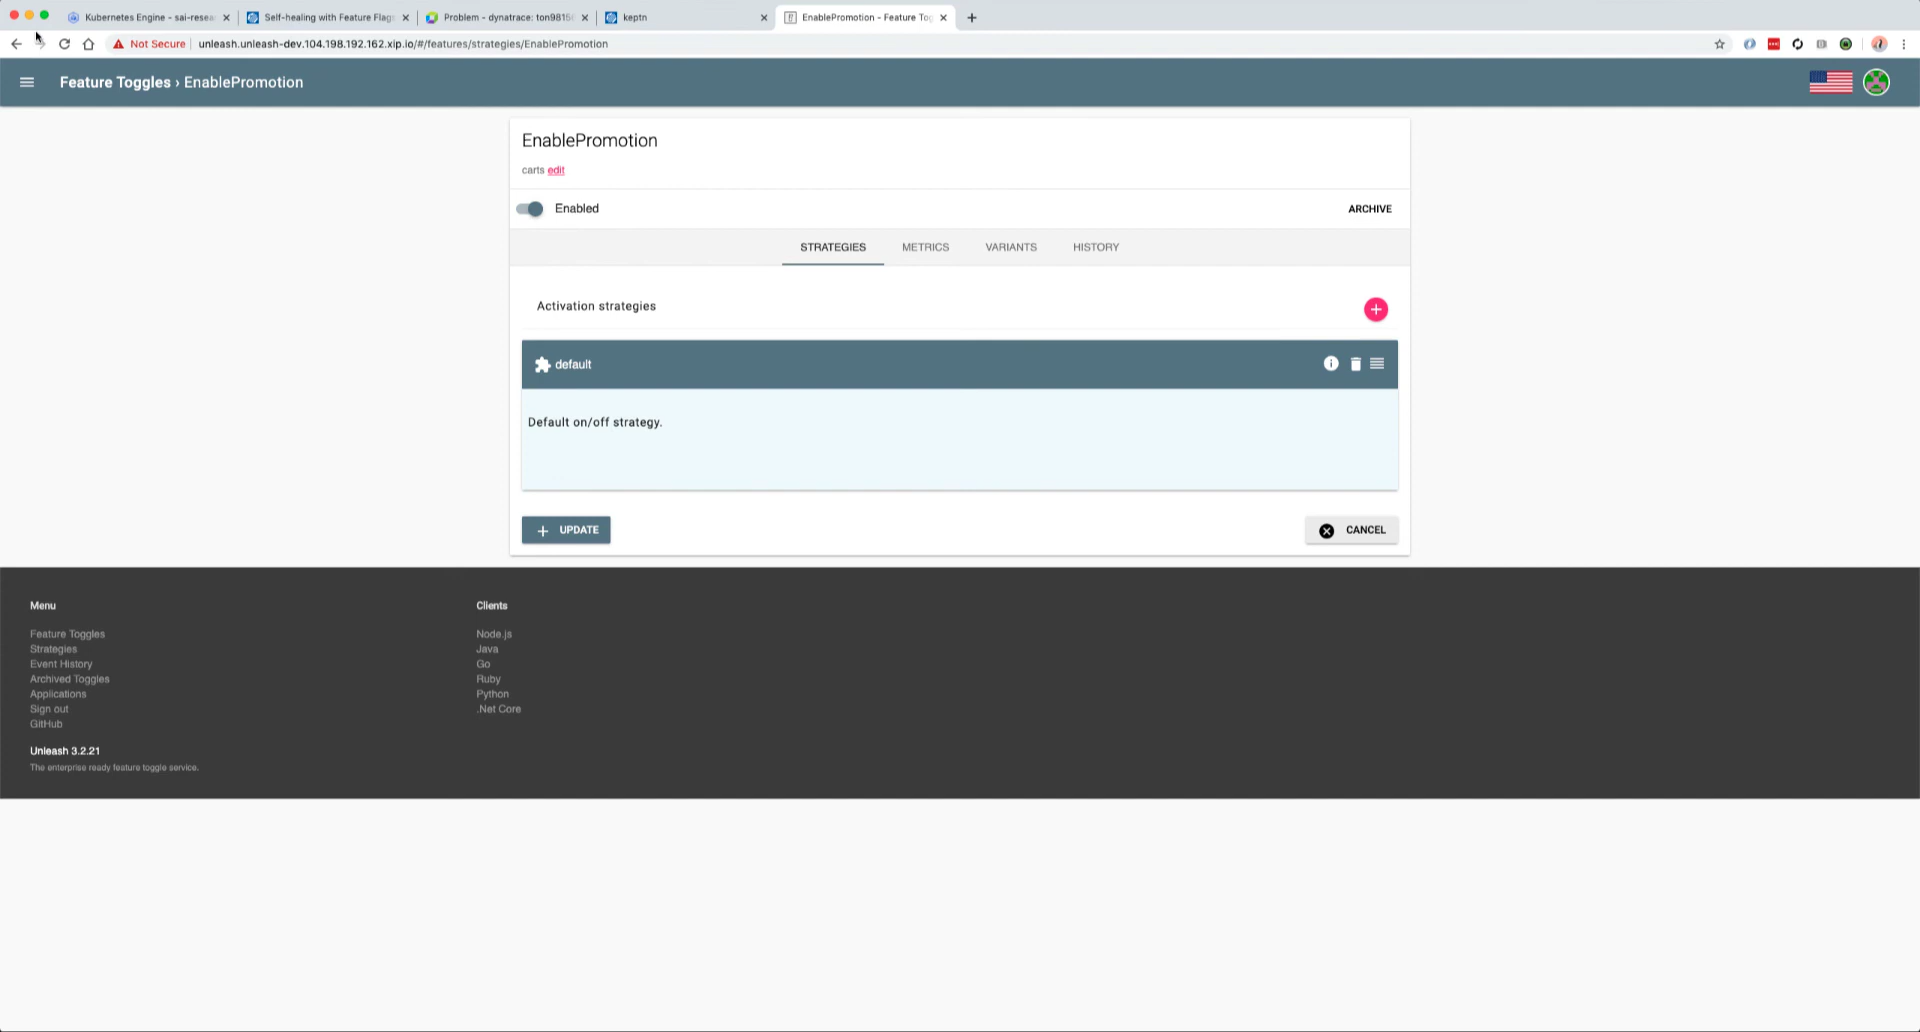 Kubernetes Engine - sai-resea
Self-healing with Feature Flags
Problem - dynatrace: ton9815
keptn
EnablePromotion - Feature Tog
Not Secure
unleash.unleash-dev.104.198.192.162.xip.io/#/features/strategies/EnablePromotion
Feature Toggles › EnablePromotion
EnablePromotion
carts edit
Enabled
ARCHIVE
STRATEGIES
METRICS
VARIANTS
HISTORY
Activation strategies
default
Default on/off strategy.
UPDATE
CANCEL
Menu
Feature Toggles
Strategies
Event History
Archived Toggles
Applications
Sign out
GitHub
Clients
Node.js
Java
Go
Ruby
Python
.Net Core
Unleash 3.2.21
The enterprise ready feature toggle service.